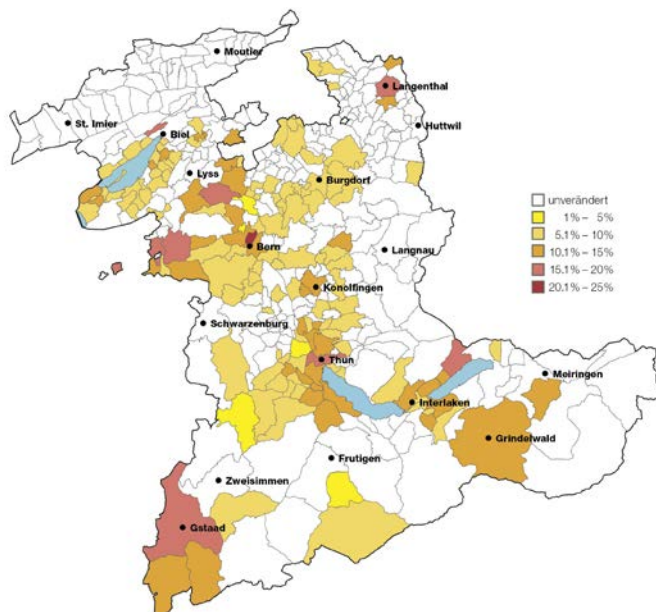 Moutier
Langenthal
St. Imier
Biel
Huttwil
Lyss
Burgdorf
unverändert
1% – 5%
5.1% – 10%
10.1% – 15%
15.1% – 20%
20.1% – 25%
Bern
Langnau
Konolfingen
Schwarzenburg
Thun
Meiringen
Interlaken
Grindelwald
Frutigen
Zweisimmen
Gstaad